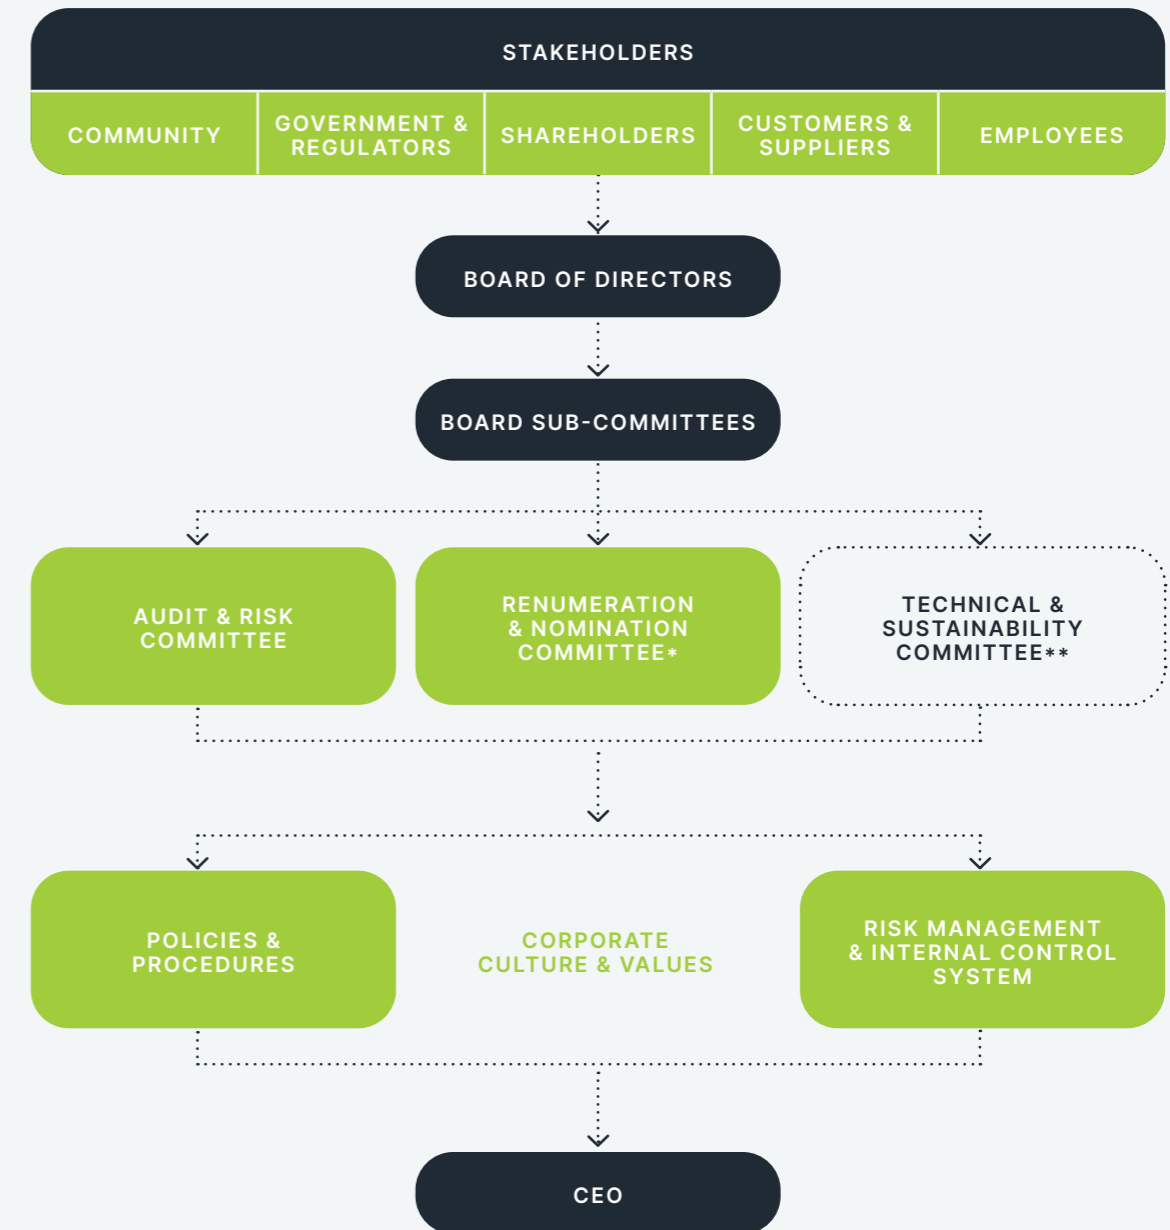 STAKEHOLDERS
COMMUNITY
GOVERNMENT &
REGULATORS
SHAREHOLDERS
CUSTOMERS &
SUPPLIERS
EMPLOYEES
BOARD OF DIRECTORS
BOARD SUB-COMMITTEES
AUDIT & RISK
COMMITTEE
RENUMERATION
& NOMINATION
COMMITTEE*
TECHNICAL &
SUSTAINABILITY
COMMITTEE**
POLICIES &
PROCEDURES
CORPORATE
CULTURE & VALUES
RISK MANAGEMENT
& INTERNAL CONTROL
SYSTEM
CEO